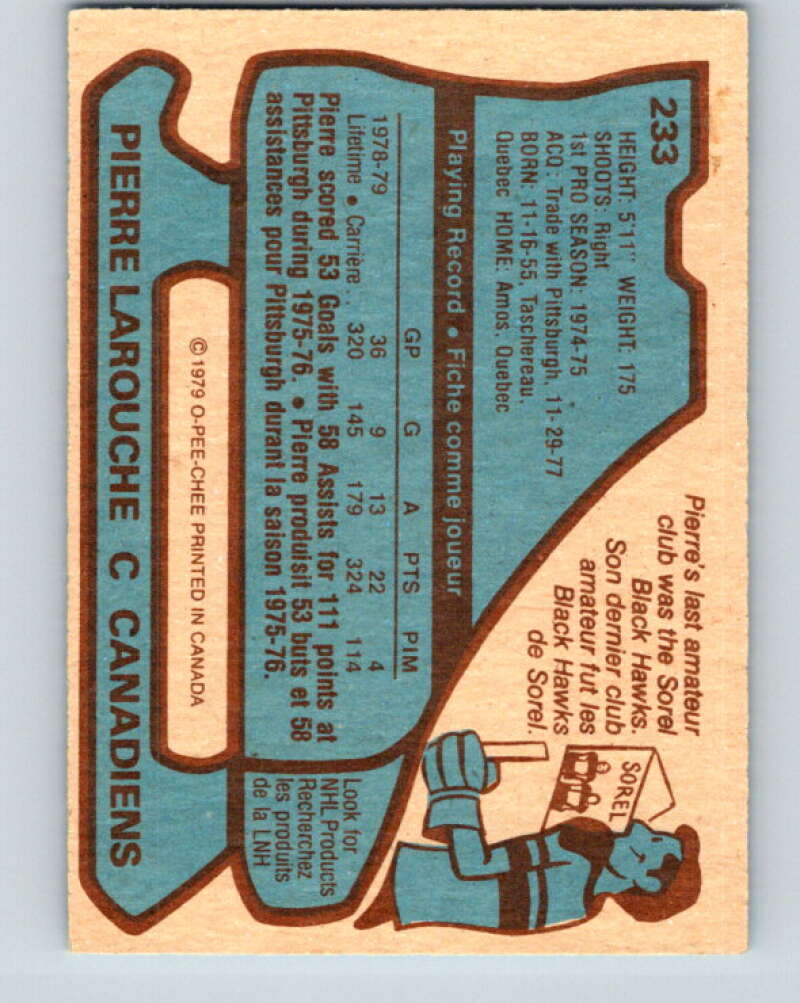 233
HEIGHT: 5'11" WEIGHT: 175
SHOOTS: Right
1st PRO SEASON: 1974-75
ACQ: Trade with Pittsburgh, 11-29-77
BORN: 11-16-55, Taschereau,
Quebec HOME: Amos, Quebec
Playing Record • Fiche comme joueur
GP G A PTS PIM
1978-79 36 9 13 22 4
Lifetime • Carrière . . 320 145 179 324 114
Pierre scored 53 Goals with 58 Assists for 111 points at
Pittsburgh during 1975-76. • Pierre produisit 53 buts et 58
assistances pour Pittsburgh durant la saison 1975-76.
Pierre's last amateur
club was the Sorel
Black Hawks.
Son dernier club
amateur fut les
Black Hawks
de Sorel.
SOREL
Look for
NHL Products
Recherchez
les produits
de la LNH
© 1979 O-PEE-CHEE PRINTED IN CANADA
PIERRE LAROUCHE C CANADIENS